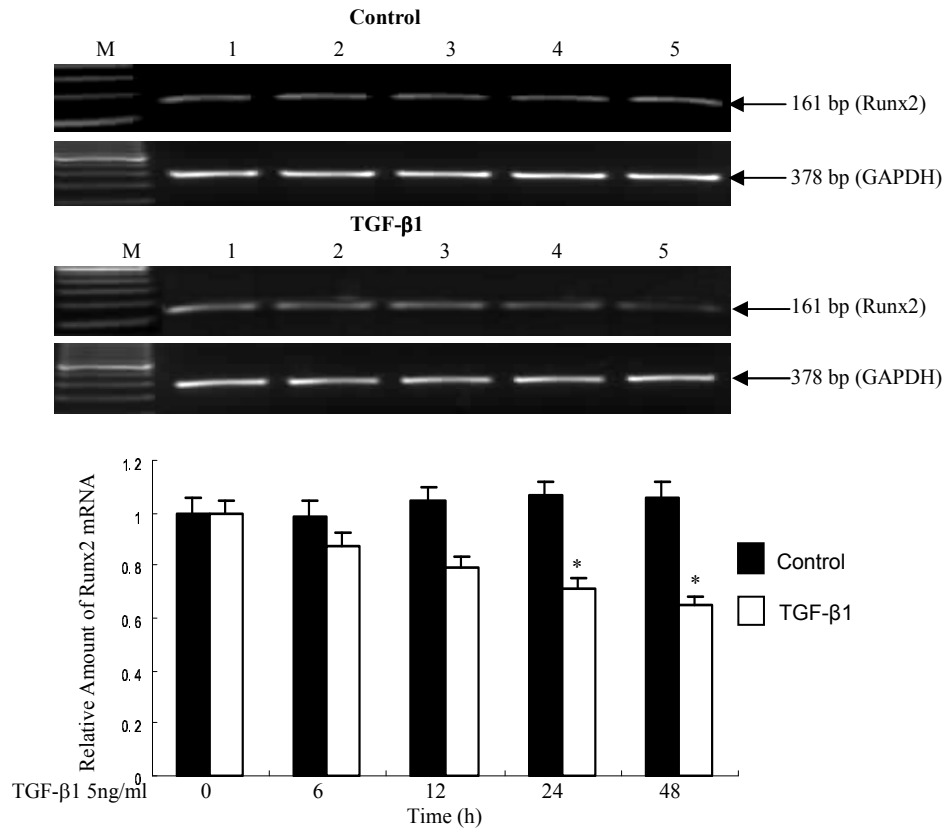 Control
M 1 2 3 4 5
161 bp (Runx2)
378 bp (GAPDH)
TGF-β1
M 1 2 3 4 5
161 bp (Runx2)
378 bp (GAPDH)
Relative Amount of Runx2 mRNA
1.2
1
0.8
0.6
0.4
0.2
0
* *
Control
TGF-β1
TGF-β1 5ng/ml 0 6 12 24 48
Time (h)